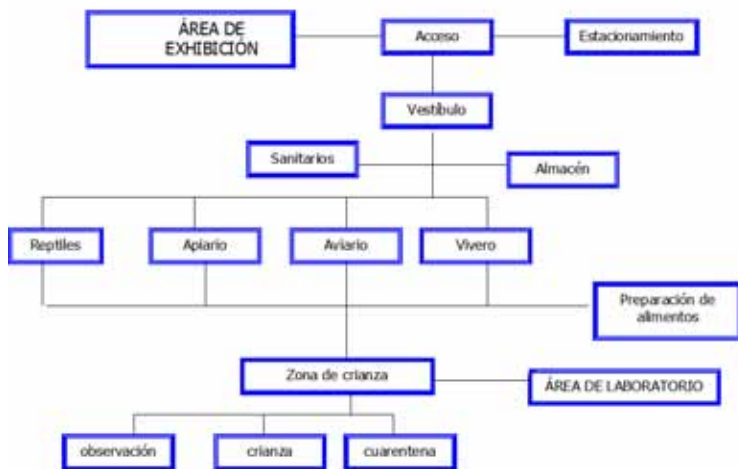 ÁREA DE
EXHIBICIÓN
Acceso
Estacionamiento
Vestíbulo
Sanitarios
Almacén
Reptiles
Apiario
Aviario
Vivero
Preparación de
alimentos
Zona de crianza
ÁREA DE LABORATORIO
observación
crianza
cuarentena